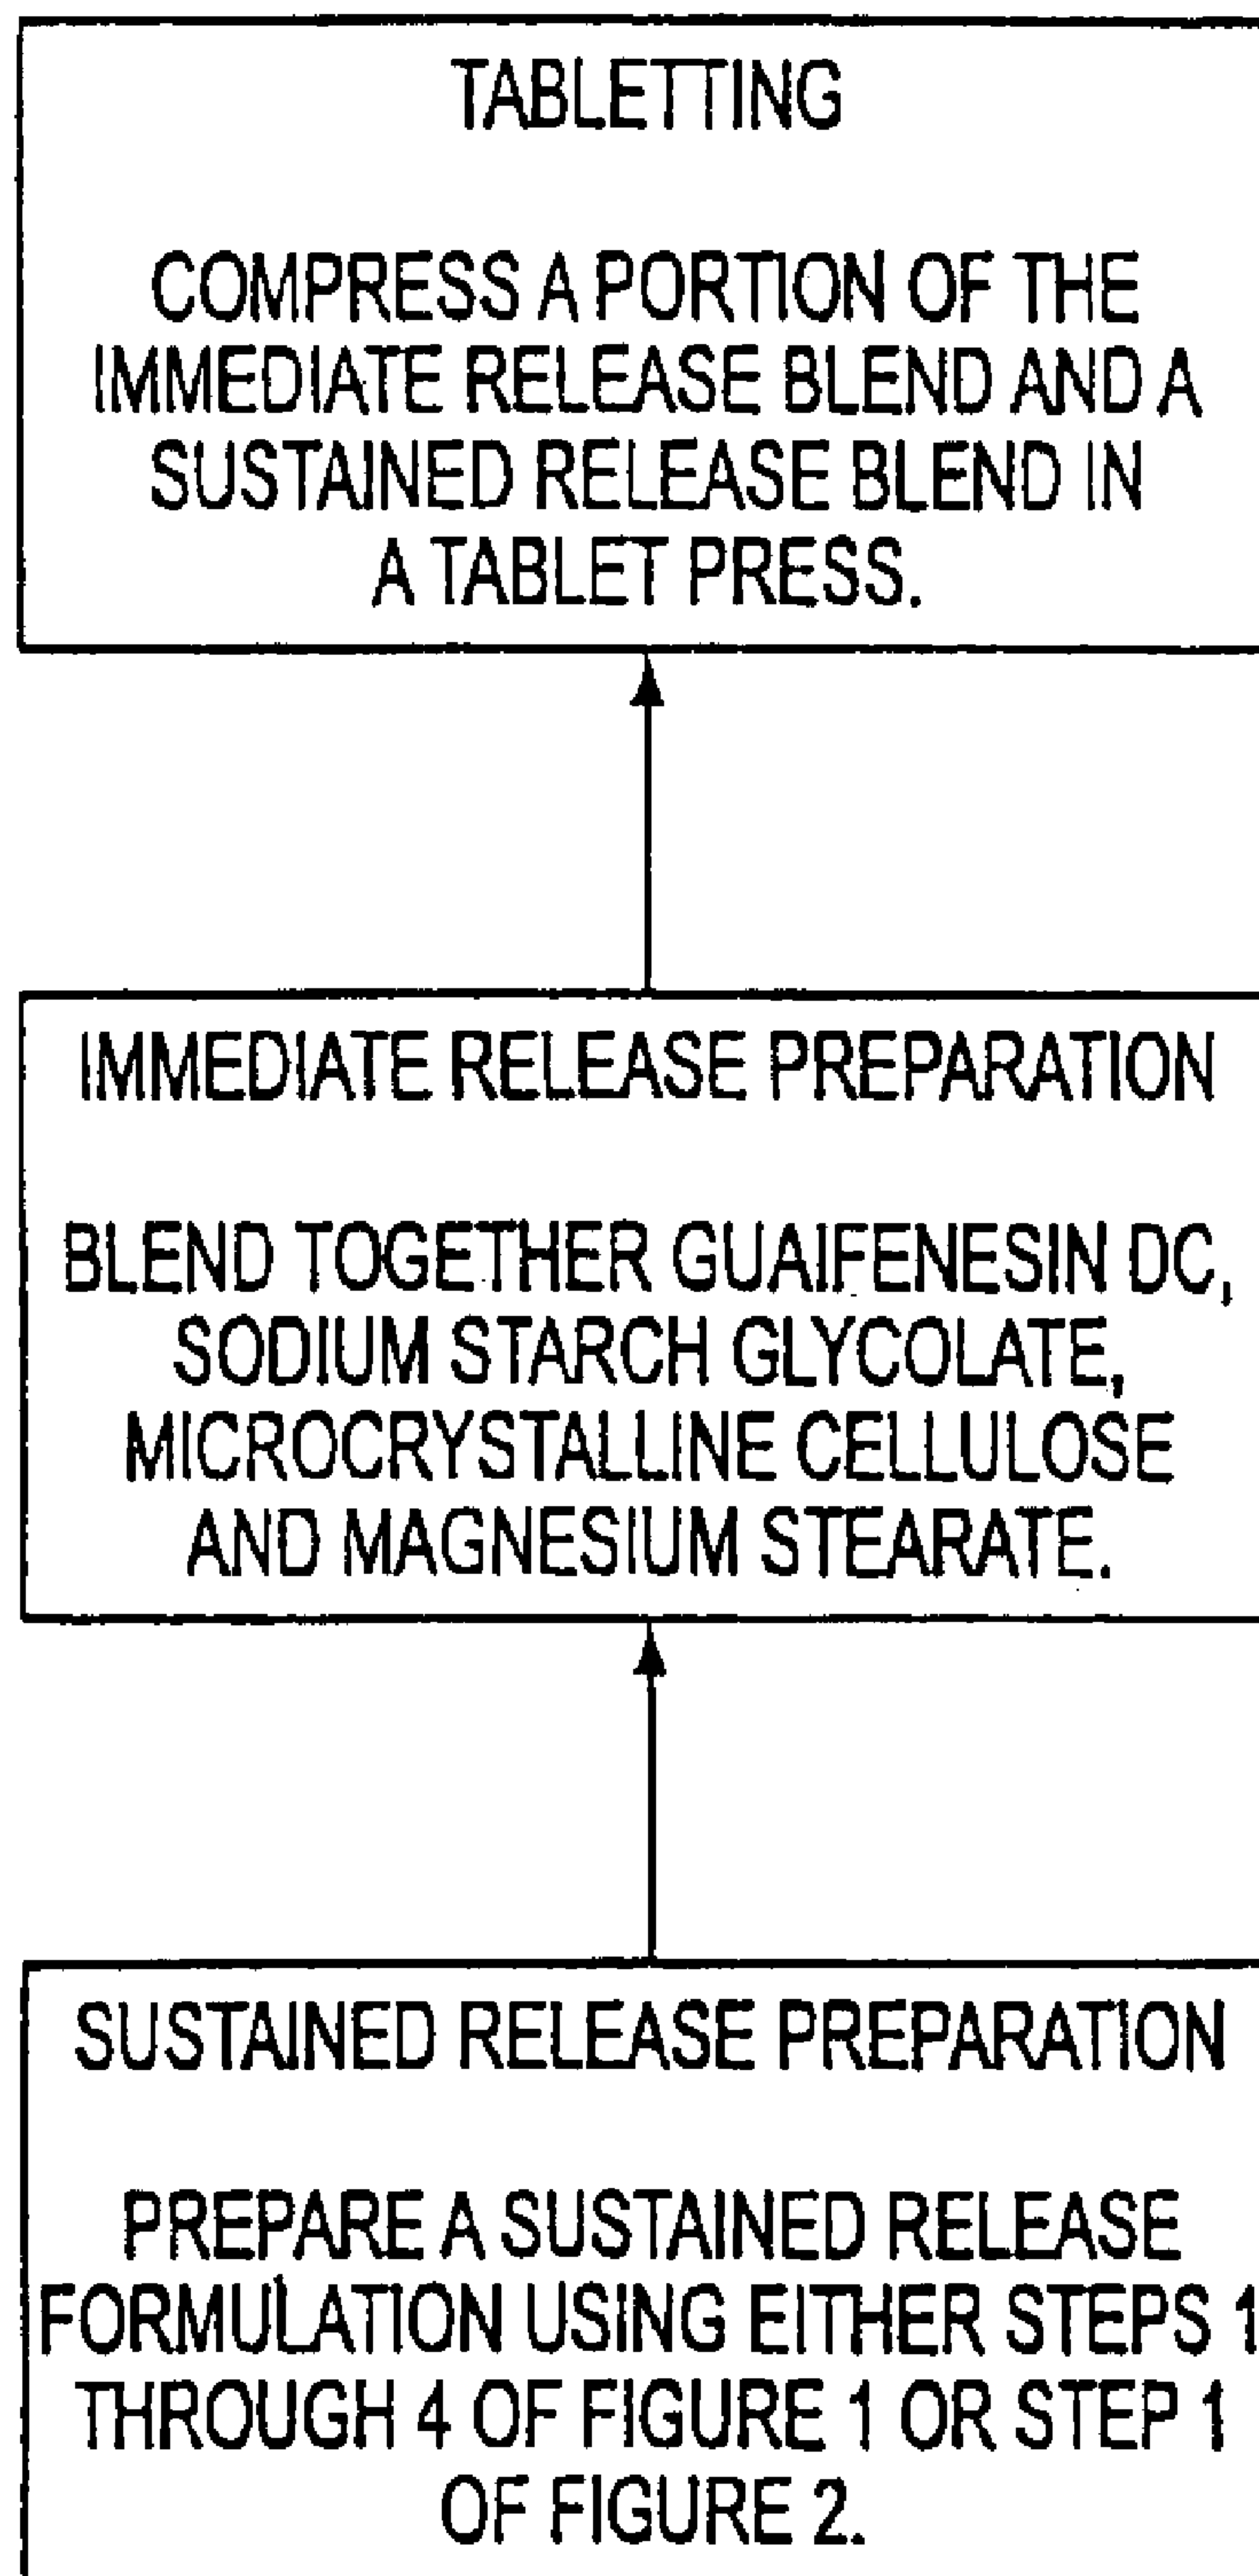 TABLETTING
COMPRESS A PORTION OF THE
IMMEDIATE RELEASE BLEND AND A
SUSTAINED RELEASE BLEND IN
A TABLET PRESS.
IMMEDIATE RELEASE PREPARATION
BLEND TOGETHER GUAIFENESIN DC,
SODIUM STARCH GLYCOLATE,
MICROCRYSTALLINE CELLULOSE
AND MAGNESIUM STEARATE.
SUSTAINED RELEASE PREPARATION
PREPARE A SUSTAINED RELEASE
FORMULATION USING EITHER STEPS 1
THROUGH 4 OF FIGURE 1 OR STEP 1
OF FIGURE 2.